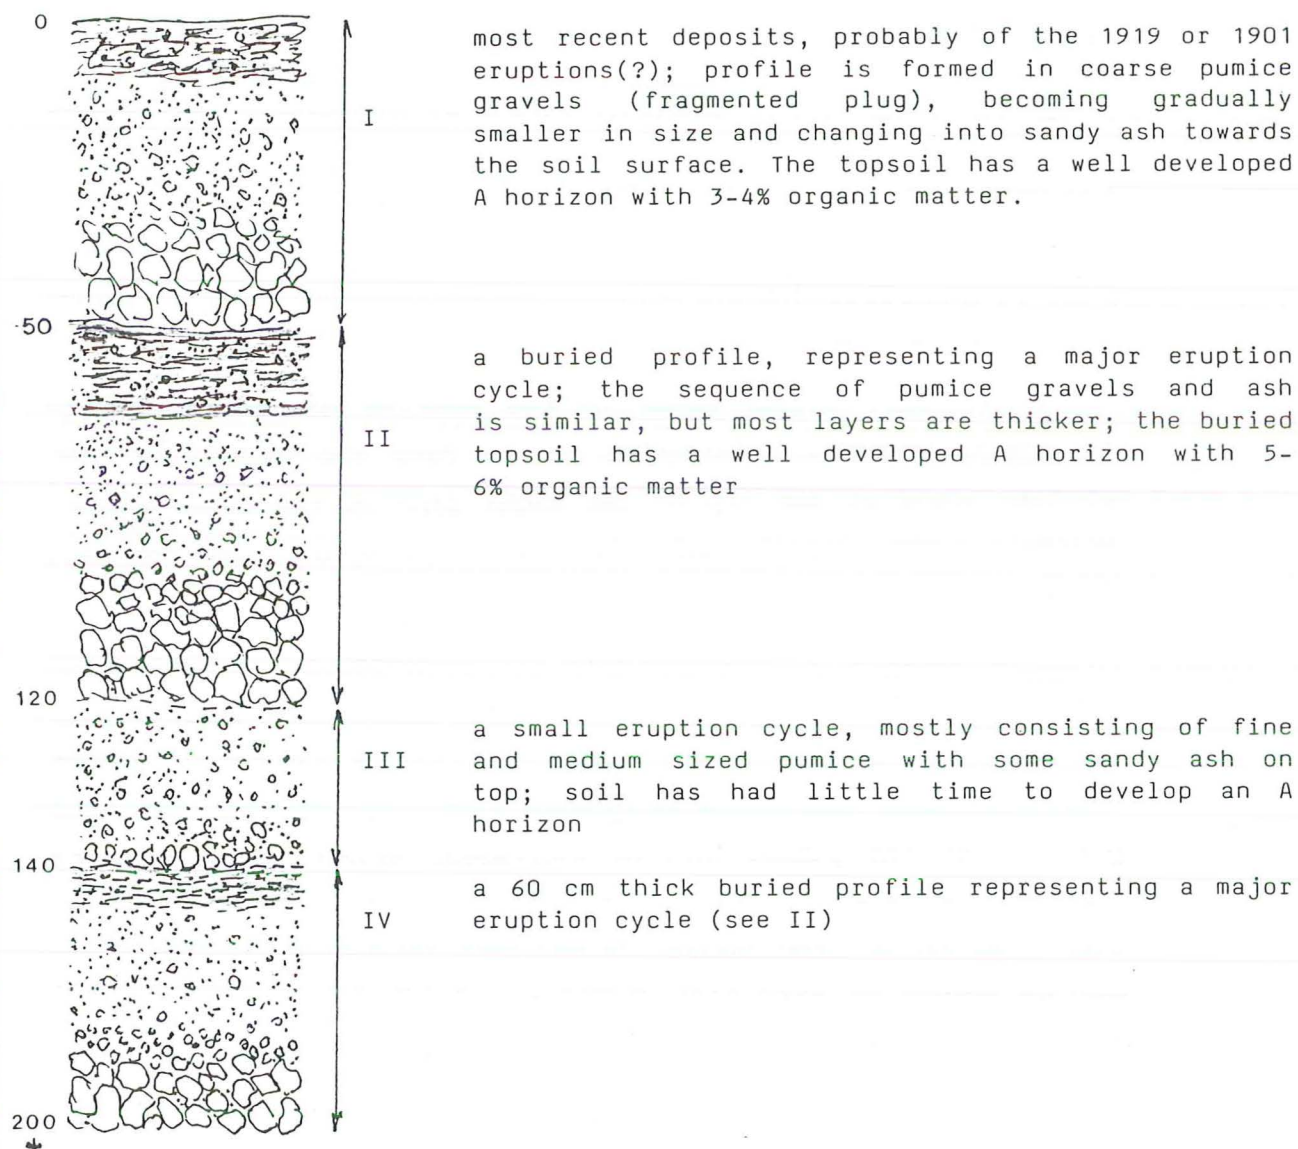 0
most recent deposits, probably of the 1919 or 1901
eruptions(?); profile is formed in coarse pumice
gravels (fragmented plug), becoming gradually
smaller in size and changing into sandy ash towards
the soil surface. The topsoil has a well developed
A horizon with 3-4% organic matter.
I
50
a buried profile, representing a major eruption
cycle; the sequence of pumice gravels and ash
is similar, but most layers are thicker; the buried
topsoil has a well developed A horizon with 5-
6% organic matter
II
120
a small eruption cycle, mostly consisting of fine
and medium sized pumice with some sandy ash on
top; soil has had little time to develop an A
horizon
III
140
a 60 cm thick buried profile representing a major
eruption cycle (see II)
IV
200